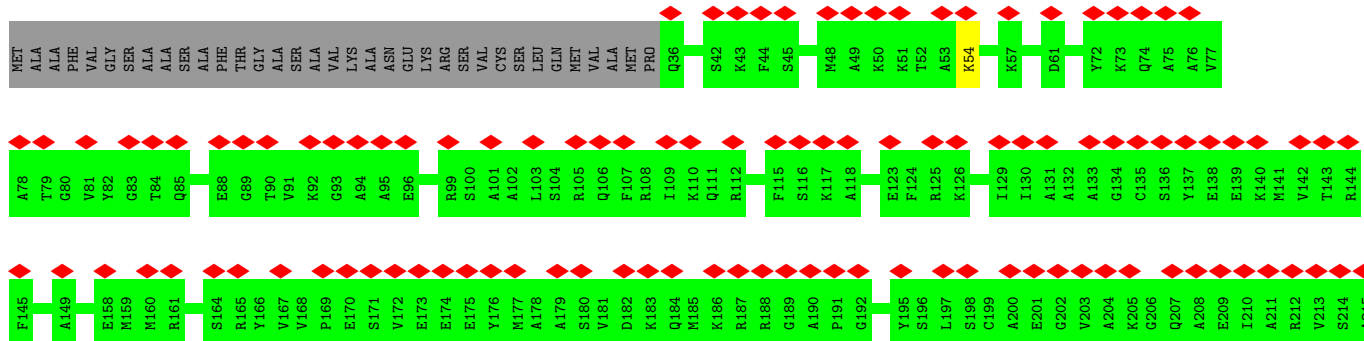 MET ALA ALA PHE VAL GLY SER ALA ALA SER ALA PHE THR GLY ALA SER ALA VAL LYS ALA ASN GLU LYS ARG SER VAL CYS SER LEU GLN MET VAL ALA MET PRO Q36 S42 K43 F44 S45 M48 A49 K50 K51 T52 A53 K54 K57 D61 Y72 K73 Q74 A75 A76 V77
A78 T79 G80 V81 Y82 G83 T84 Q85 E88 G89 T90 V91 K92 G93 A94 A95 E96 R99 S100 A101 A102 L103 S104 R105 Q106 F107 R108 I109 K110 Q111 R112 F115 S116 K117 A118 E123 F124 R125 K126 I129 I130 A131 A132 A133 G134 C135 S136 Y137 E138 E139 K140 M141 V142 T143 R144
F145 A149 E158 M159 M160 R161 S164 R165 Y166 V167 V168 P169 E170 S171 V172 E173 E174 E175 Y176 M177 A178 A179 S180 V181 D182 K183 Q184 M185 K186 R187 R188 G189 A190 P191 G192 Y195 S196 L197 S198 C199 A200 E201 G202 V203 A204 K205 G206 Q207 A208 E209 I210 A211 R212 V213 S214